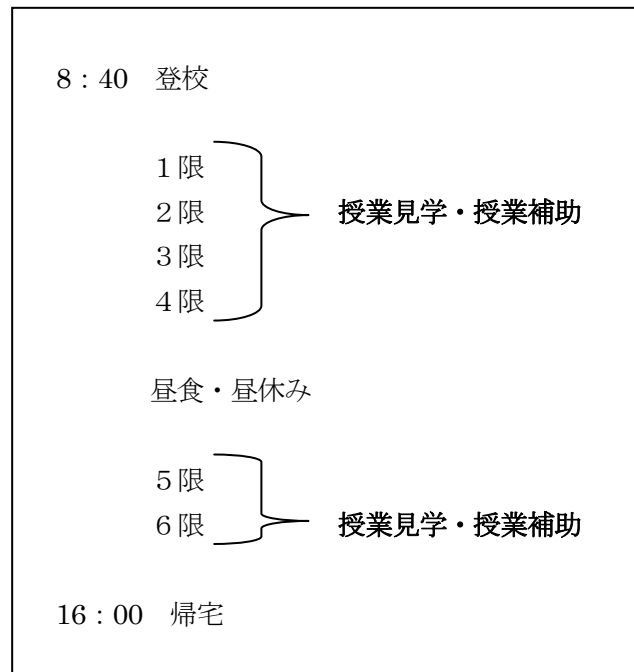 8：40　登校
１限
２限
授業見学・授業補助
３限
４限
昼食・昼休み
５限
６限
授業見学・授業補助
16：00　帰宅